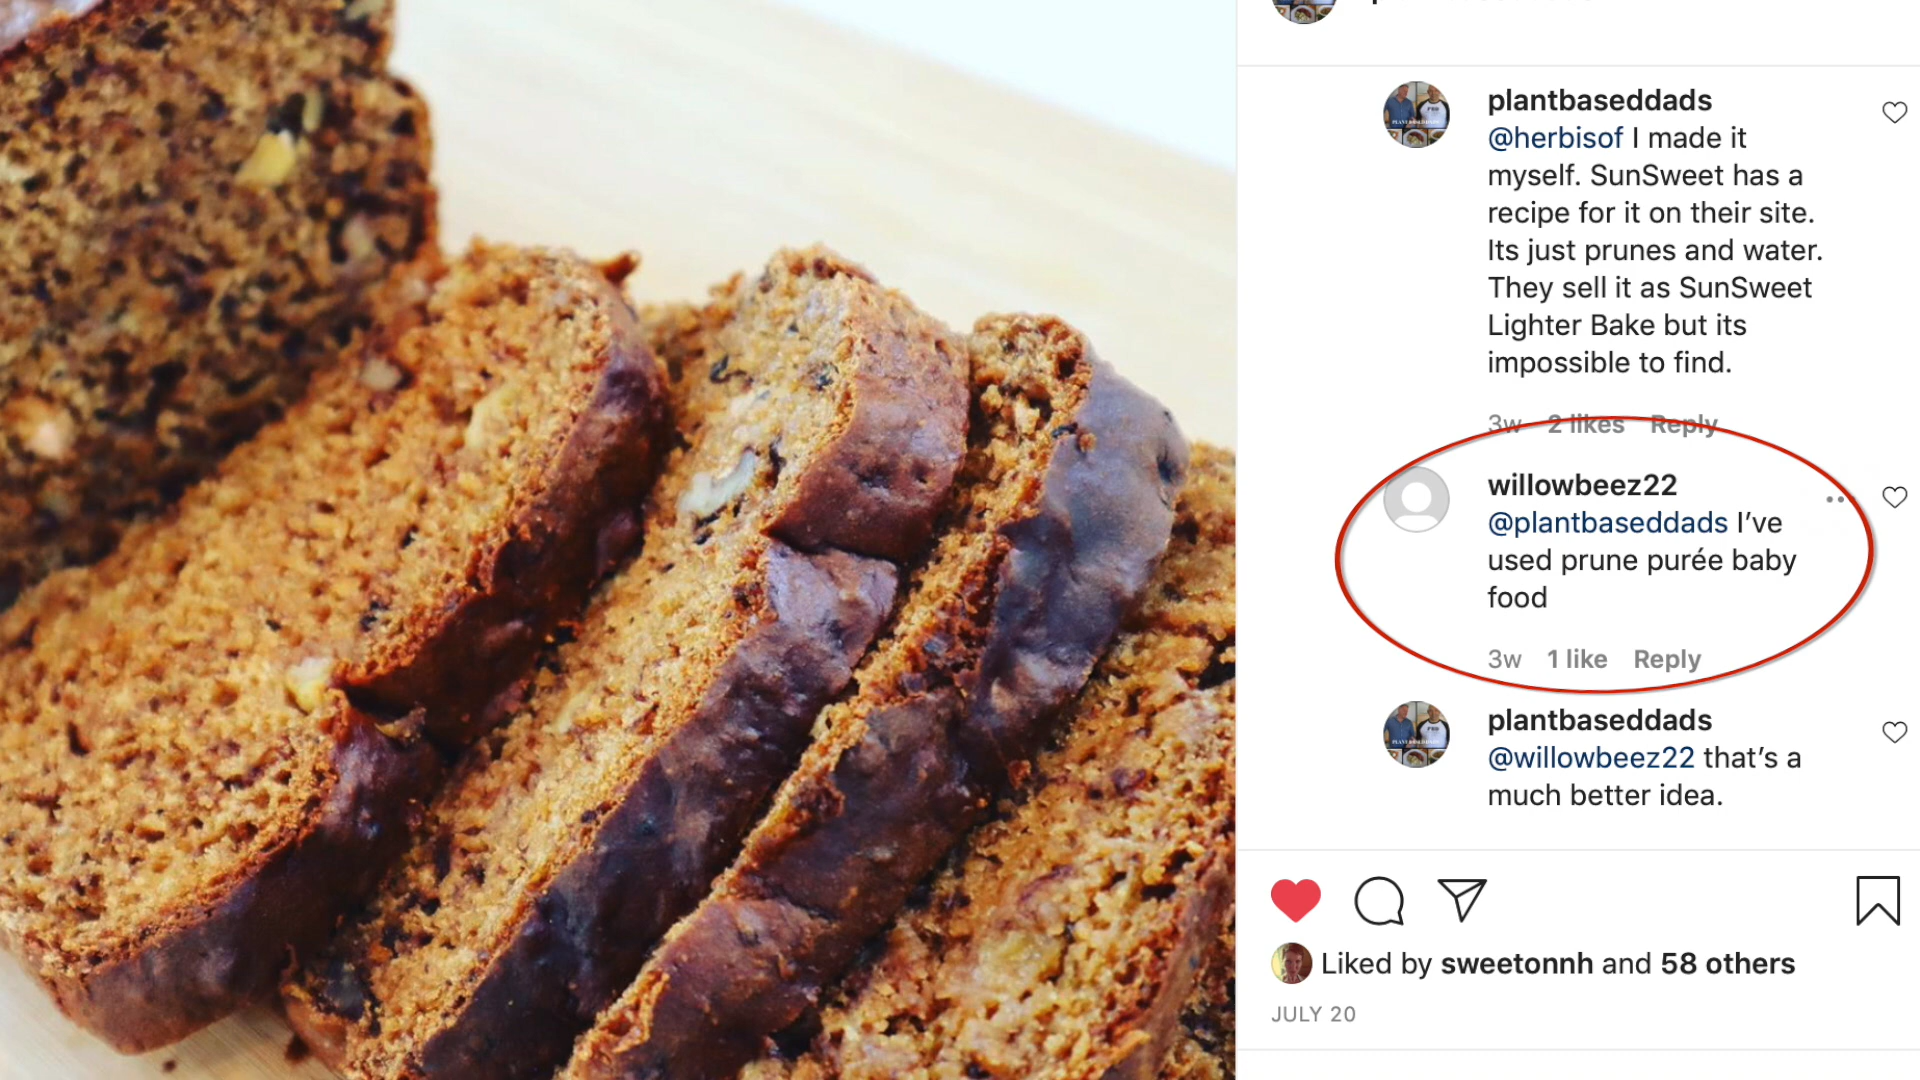 plantbaseddads
@herbisof I made it
myself. SunSweet has a
recipe for it on their site.
Its just prunes and water.
They sell it as SunSweet
Lighter Bake but its
impossible to find.
3w 2 likes Reply
willowbeez22
@plantbaseddads I’ve
used prune purée baby
food
3w 1 like Reply
plantbaseddads
@willowbeez22 that’s a
much better idea.
Liked by sweetonnh and 58 others
JULY 20